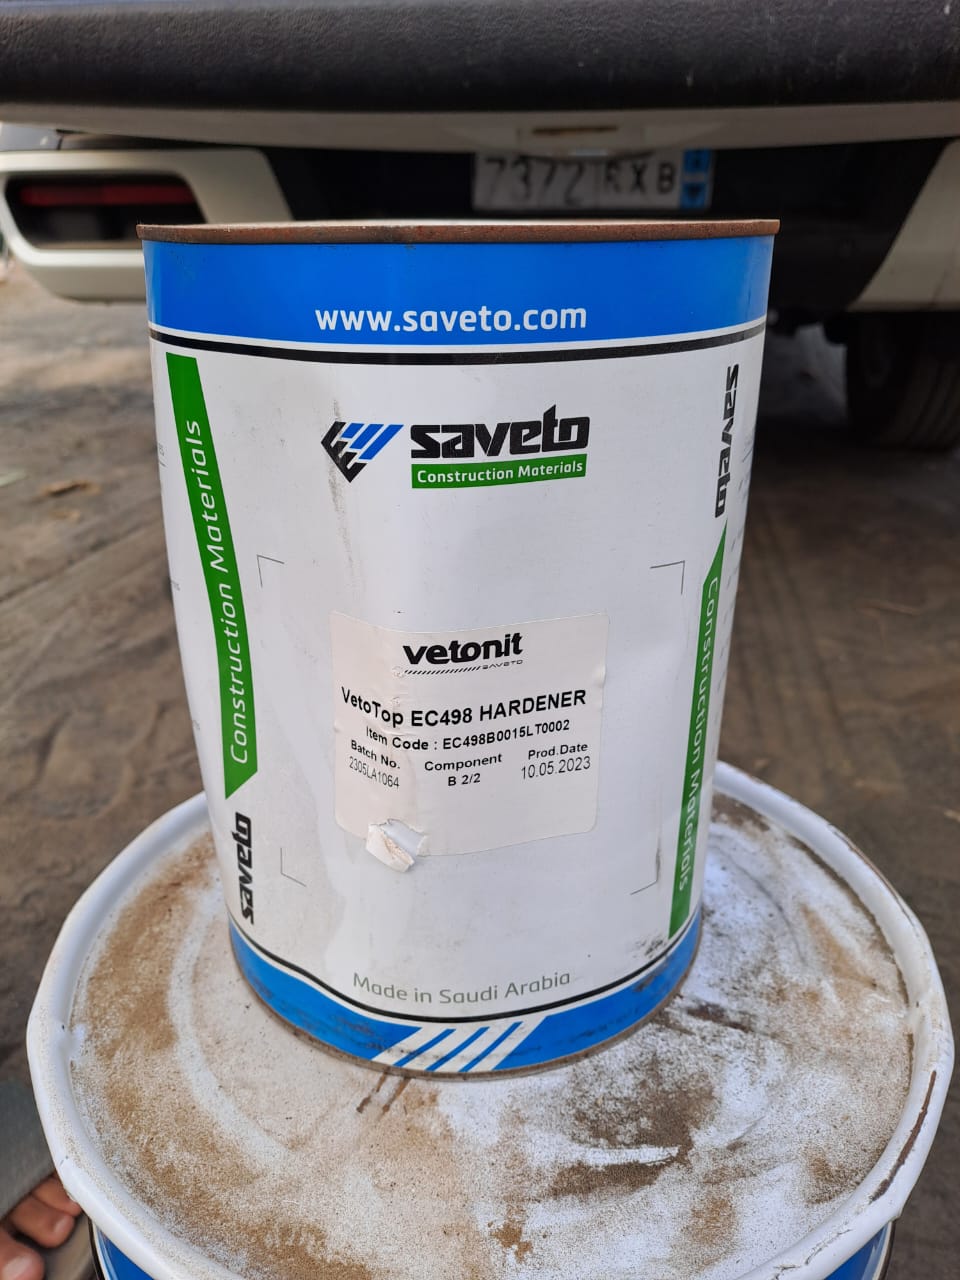 7372 RXB
www.saveto.com
saveto
Construction Materials
Construction Materials
saveto
saveto
Construction Materials
vetonit
SAVETO
VetoTop EC498 HARDENER
Item Code : EC498B0015LT0002
Batch No. Component Prod.Date
2305LA1064 B 2/2 10.05.2023
Made in Saudi Arabia